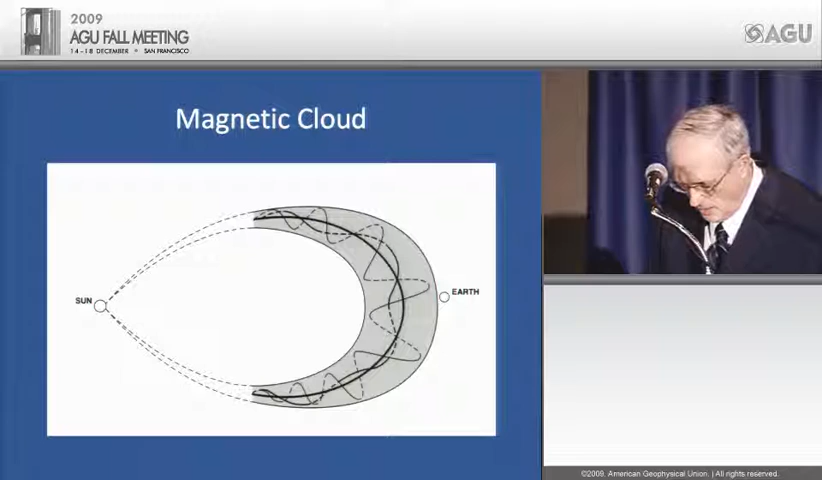 2009
AGU FALL MEETING
14 - 18 DECEMBER • SAN FRANCISCO
AGU
Magnetic Cloud
SUN
EARTH
©2009. American Geophysical Union. | All rights reserved.